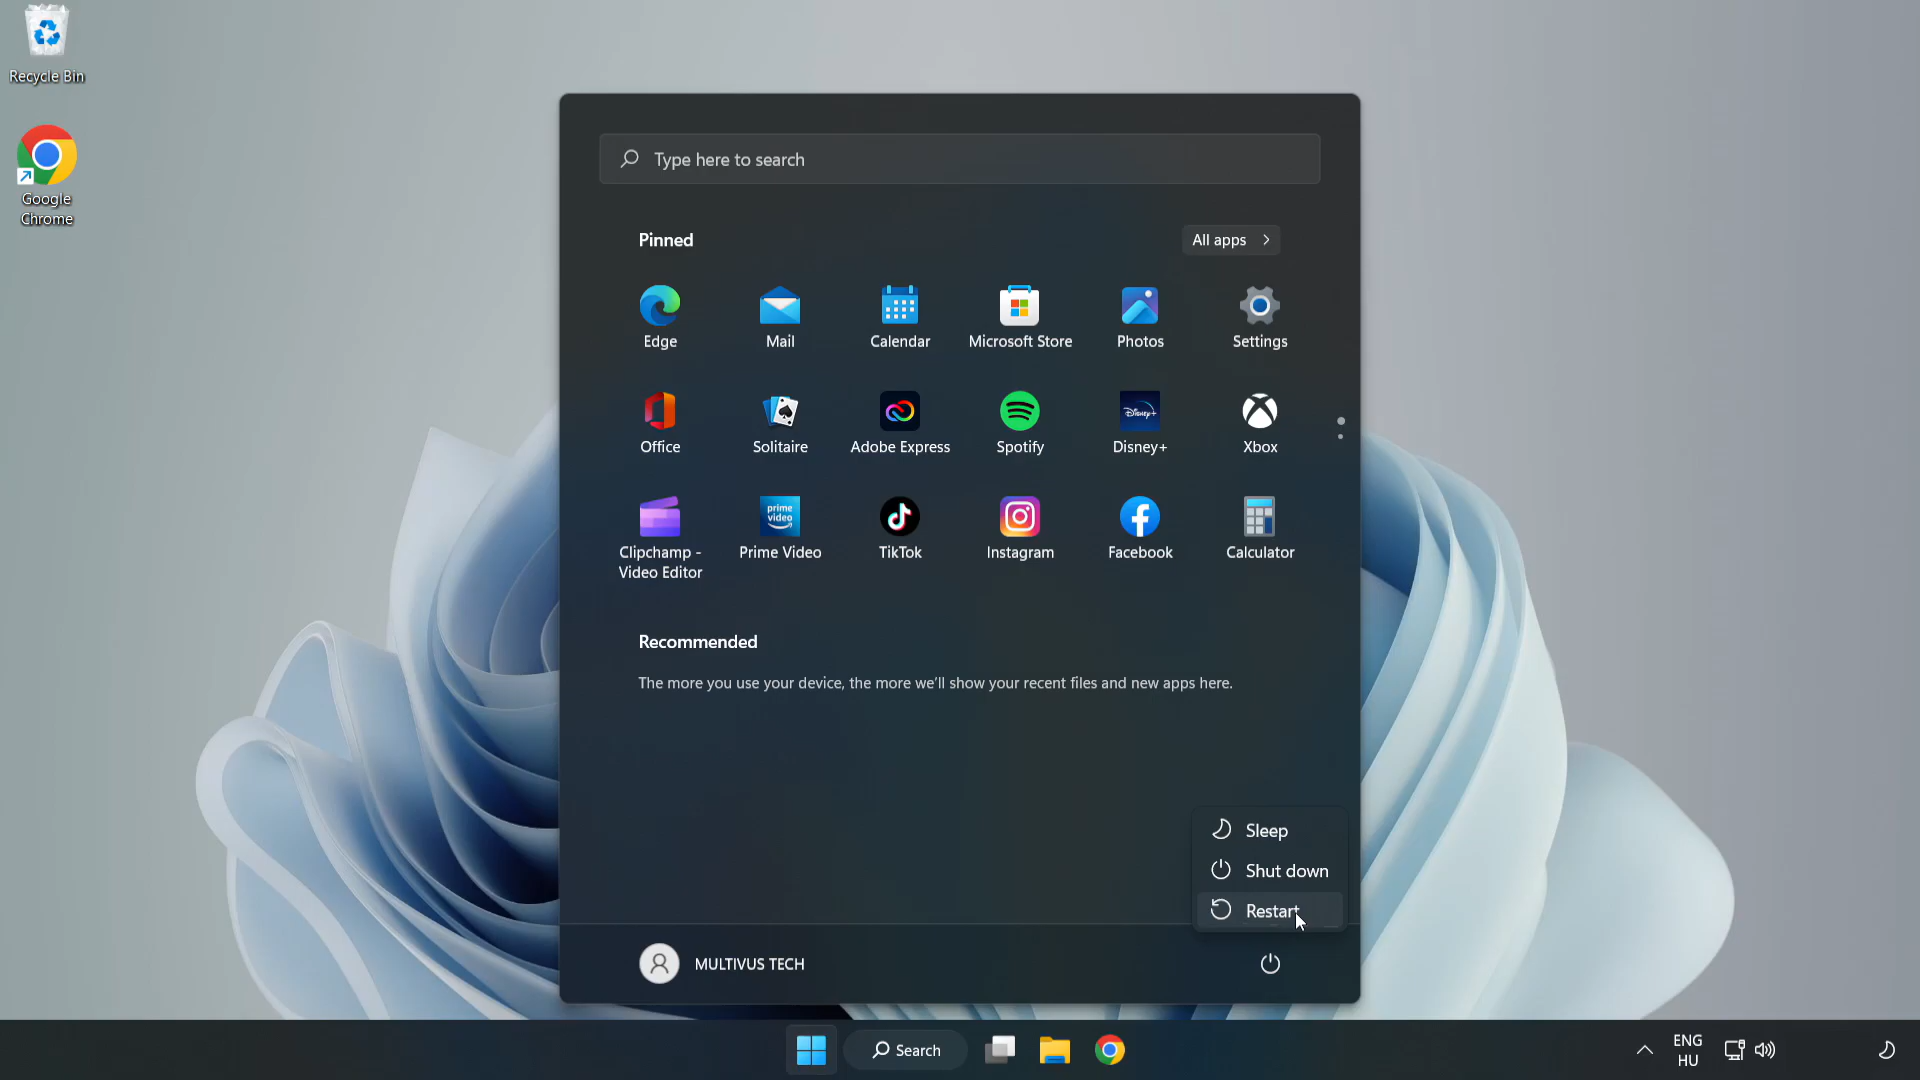 Recycle Bin
Google
Chrome
Type here to search
Pinned
All apps
Edge
Mail
Calendar
Microsoft Store
Photos
Settings
Office
Solitaire
Adobe Express
Spotify
Disney+
Disney+
Xbox
prime
video
Clipchamp -
Video Editor
Prime Video
TikTok
Instagram
Facebook
Calculator
Recommended
The more you use your device, the more we'll show your recent files and new apps here.
Sleep
Shut down
Restart
MULTIVUS TECH
Search
ENG
HU